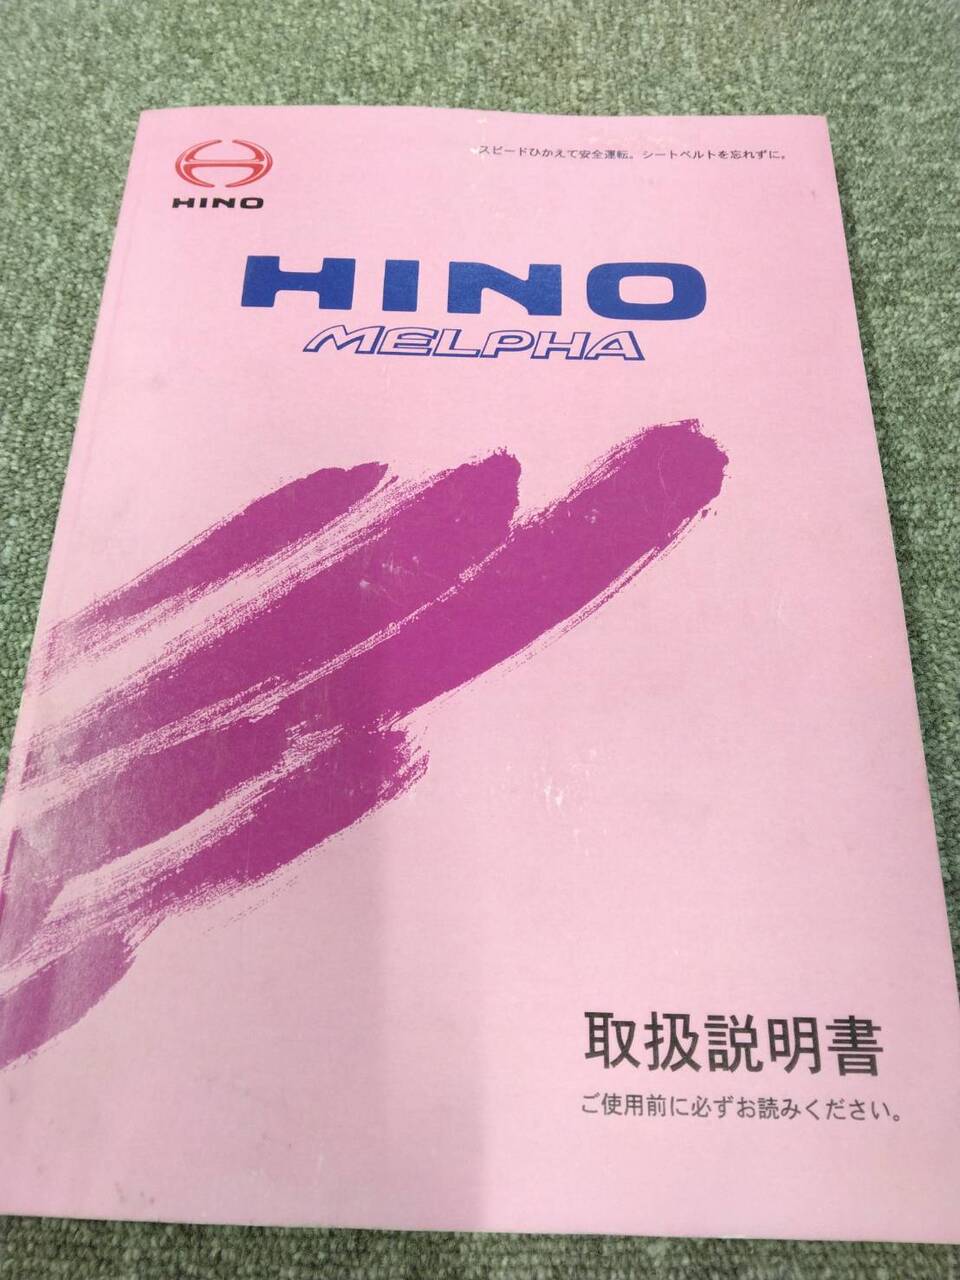 スピードひかえて安全運転。シートベルトを忘れずに。
HINO
HINO
MELPHA
取扱説明書
ご使用前に必ずお読みください。